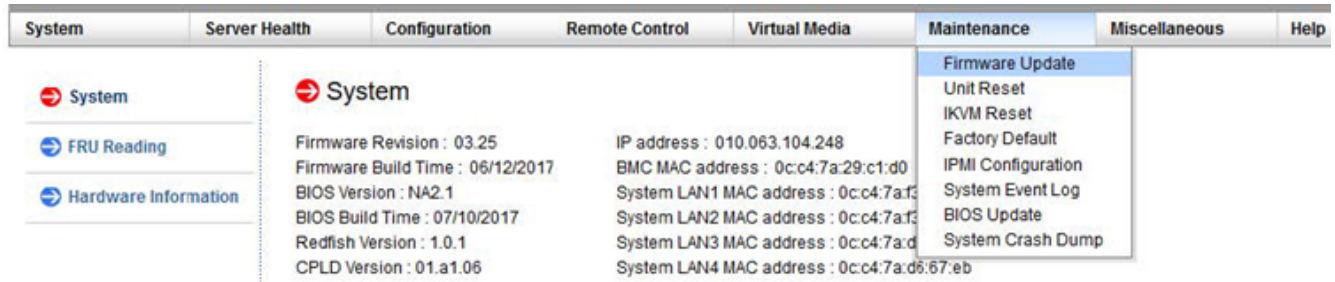 System Server Health Configuration Remote Control Virtual Media Maintenance Miscellaneous Help
Firmware Update
Unit Reset
IKVM Reset
Factory Default
IPMI Configuration
System Event Log
BIOS Update
System Crash Dump
System
FRU Reading
Hardware Information
System
Firmware Revision : 03.25
Firmware Build Time : 06/12/2017
BIOS Version : NA2.1
BIOS Build Time : 07/10/2017
Redfish Version : 1.0.1
CPLD Version : 01.a1.06
IP address : 010.063.104.248
BMC MAC address : 0c:c4:7a:29:c1:d0
System LAN1 MAC address : 0c:c4:7a:f3
System LAN2 MAC address : 0c:c4:7a:f3
System LAN3 MAC address : 0c:c4:7a:d
System LAN4 MAC address : 0c:c4:7a:d6:67:eb